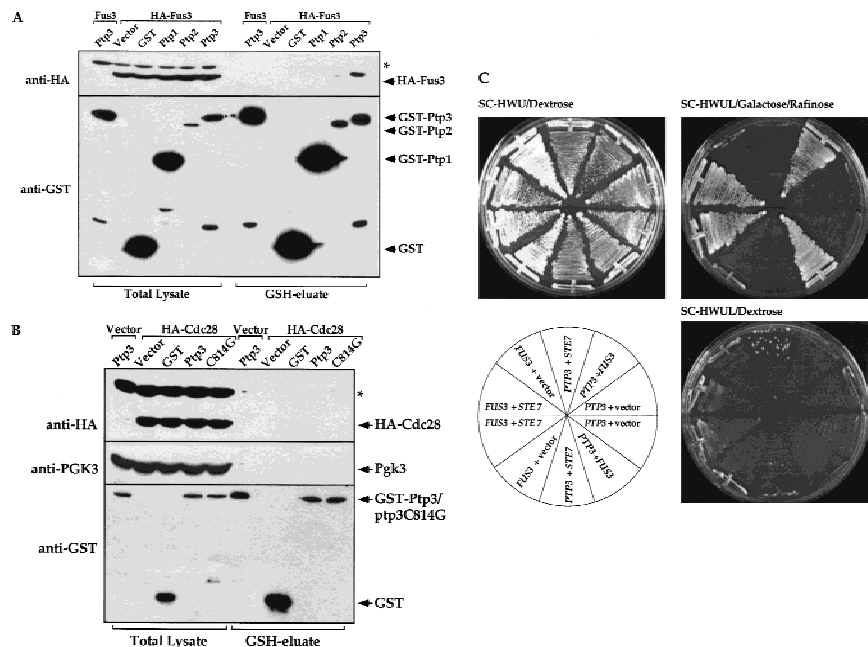 A
Fus3
HA-Fus3
Fus3
HA-Fus3
Ptp3
Vector
GST
Ptp1
Ptp2
Ptp3
Ptp3
Vector
GST
Ptp1
Ptp2
Ptp3
anti-HA
*
HA-Fus3
anti-GST
GST-Ptp3
GST-Ptp2
GST-Ptp1
GST
Total Lysate
GSH-eluate
B
Vector
HA-Cdc28
Vector
HA-Cdc28
Ptp3
Vector
GST
Ptp3
C814G
Ptp3
Vector
GST
Ptp3
C814G
anti-HA
*
HA-Cdc28
anti-PGK3
Pgk3
anti-GST
GST-Ptp3/
ptp3C814G
GST
Total Lysate
GSH-eluate
C
SC-HWU/Dextrose
SC-HWUL/Galactose/Rafinose
SC-HWUL/Dextrose
FUS3 + vector
PTP3 + STE7
PTP3 +FUS3
FUS3 + STE7
PTP3 + vector
FUS3 + STE7
PTP3 + vector
FUS3 + vector
PTP3 + STE7
PTP3 +FUS3